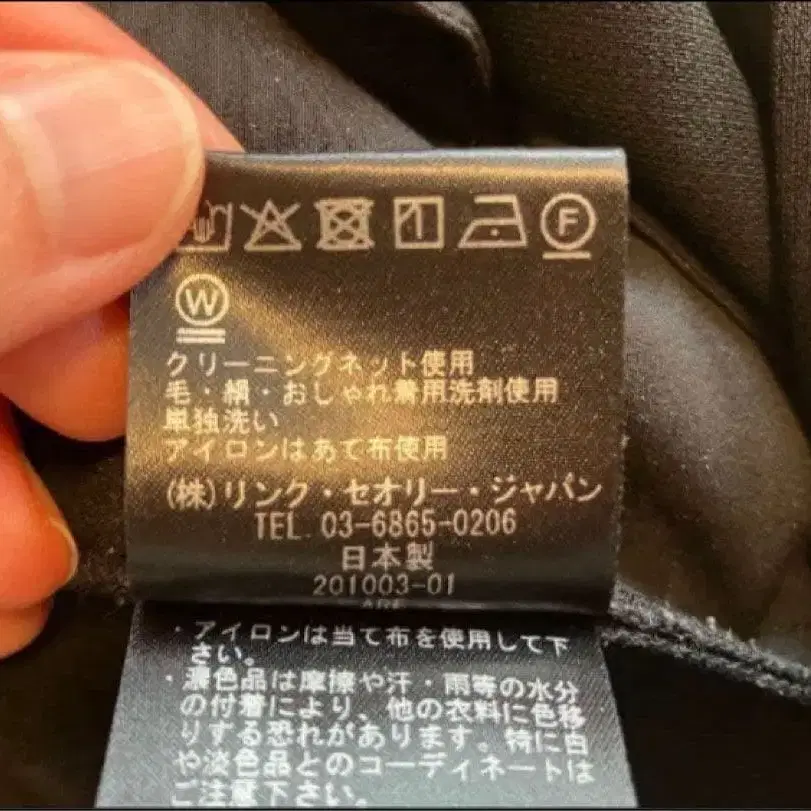 F
W
クリーニングネット使用
毛・絹・おしゃれ着用洗剤使用
単独洗い
アイロンはあて布使用
(株)リンク・セオリー・ジャパン
TEL 03-6865-0206
日本製
201003-01
・アイロンは当て布を使用して下
さい。
・濃色品は摩擦や汗・雨等の水分
の付着により、他の衣料に色移
りする恐れがあります。特に白
や淡色品とのコーディネートは
ご注意下さい。